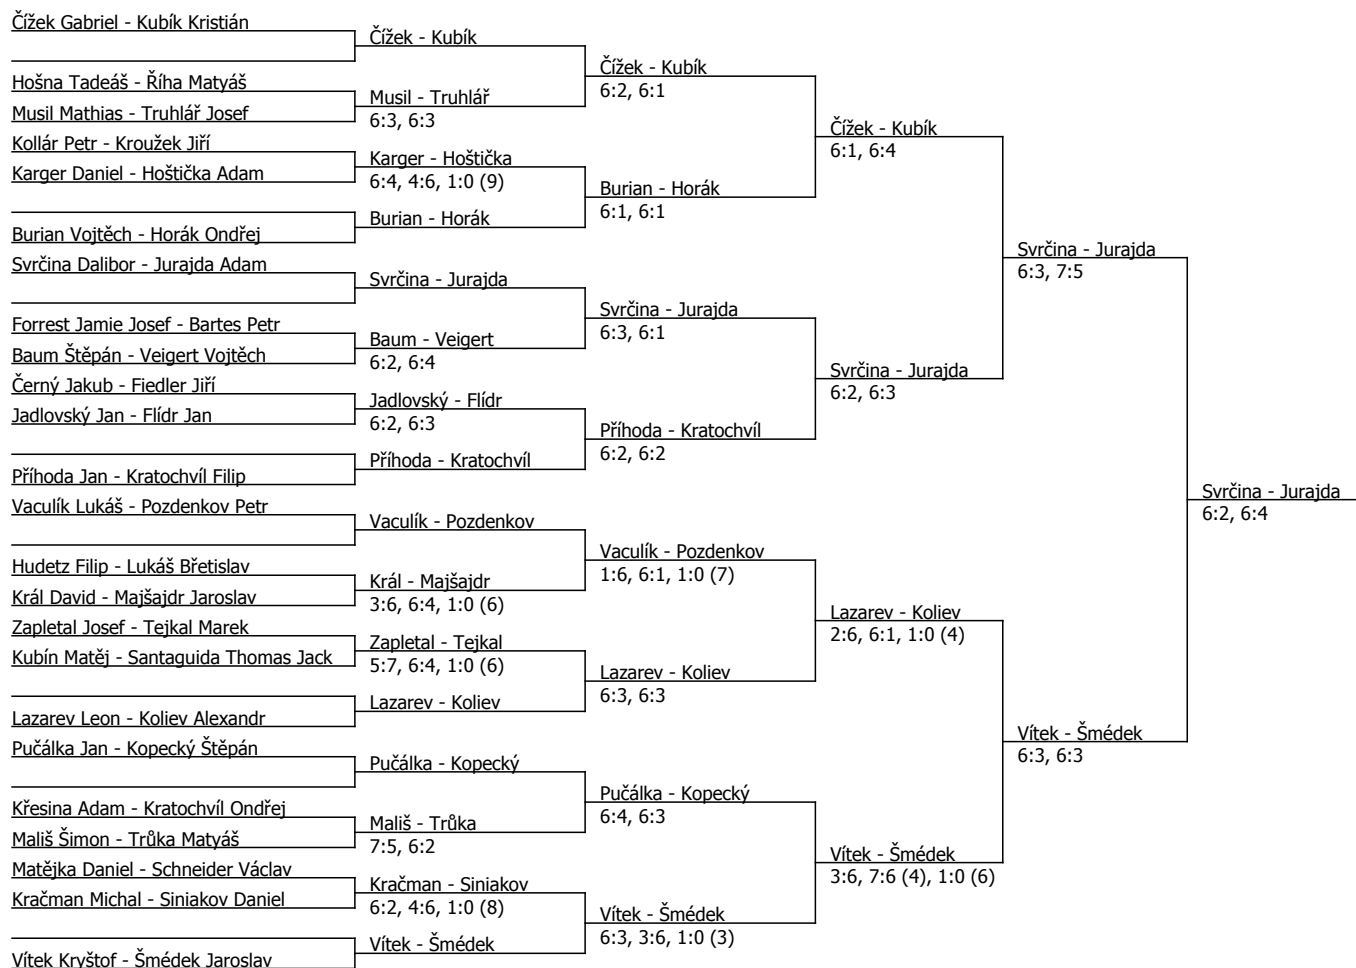 Čížek Gabriel - Kubík Kristián
Hošna Tadeáš - Říha Matyáš
Musil Mathias - Truhlář Josef
Kollár Petr - Kroužek Jiří
Karger Daniel - Hoštička Adam
Burian Vojtěch - Horák Ondřej
Svrčina Dalibor - Jurajda Adam
Forrest Jamie Josef - Bartes Petr
Baum Štěpán - Veigert Vojtěch
Černý Jakub - Fiedler Jiří
Jadlovský Jan - Flídr Jan
Příhoda Jan - Kratochvíl Filip
Vaculík Lukáš - Pozdenkov Petr
Hudetz Filip - Lukáš Břetislav
Král David - Majšajdr Jaroslav
Zapletal Josef - Tejkal Marek
Kubín Matěj - Santaguida Thomas Jack
Lazarev Leon - Koliev Alexandr
Pučálka Jan - Kopecký Štěpán
Křesina Adam - Kratochvíl Ondřej
Mališ Šimon - Trůka Matyáš
Matějka Daniel - Schneider Václav
Kračman Michal - Siniakov Daniel
Vítek Kryštof - Šmédek Jaroslav
Čížek - Kubík
Musil - Truhlář
6:3, 6:3
Karger - Hoštička
6:4, 4:6, 1:0 (9)
Burian - Horák
Svrčina - Jurajda
Baum - Veigert
6:2, 6:4
Jadlovský - Flídr
6:2, 6:3
Příhoda - Kratochvíl
Vaculík - Pozdenkov
Král - Majšajdr
3:6, 6:4, 1:0 (6)
Zapletal - Tejkal
5:7, 6:4, 1:0 (6)
Lazarev - Koliev
Pučálka - Kopecký
Mališ - Trůka
7:5, 6:2
Kračman - Siniakov
6:2, 4:6, 1:0 (8)
Vítek - Šmédek
Čížek - Kubík
6:2, 6:1
Burian - Horák
6:1, 6:1
Svrčina - Jurajda
6:3, 6:1
Příhoda - Kratochvíl
6:2, 6:2
Vaculík - Pozdenkov
1:6, 6:1, 1:0 (7)
Lazarev - Koliev
6:3, 6:3
Pučálka - Kopecký
6:4, 6:3
Vítek - Šmédek
6:3, 3:6, 1:0 (3)
Čížek - Kubík
6:1, 6:4
Svrčina - Jurajda
6:2, 6:3
Lazarev - Koliev
2:6, 6:1, 1:0 (4)
Vítek - Šmédek
3:6, 7:6 (4), 1:0 (6)
Svrčina - Jurajda
6:3, 7:5
Vítek - Šmédek
6:3, 6:3
Svrčina - Jurajda
6:2, 6:4